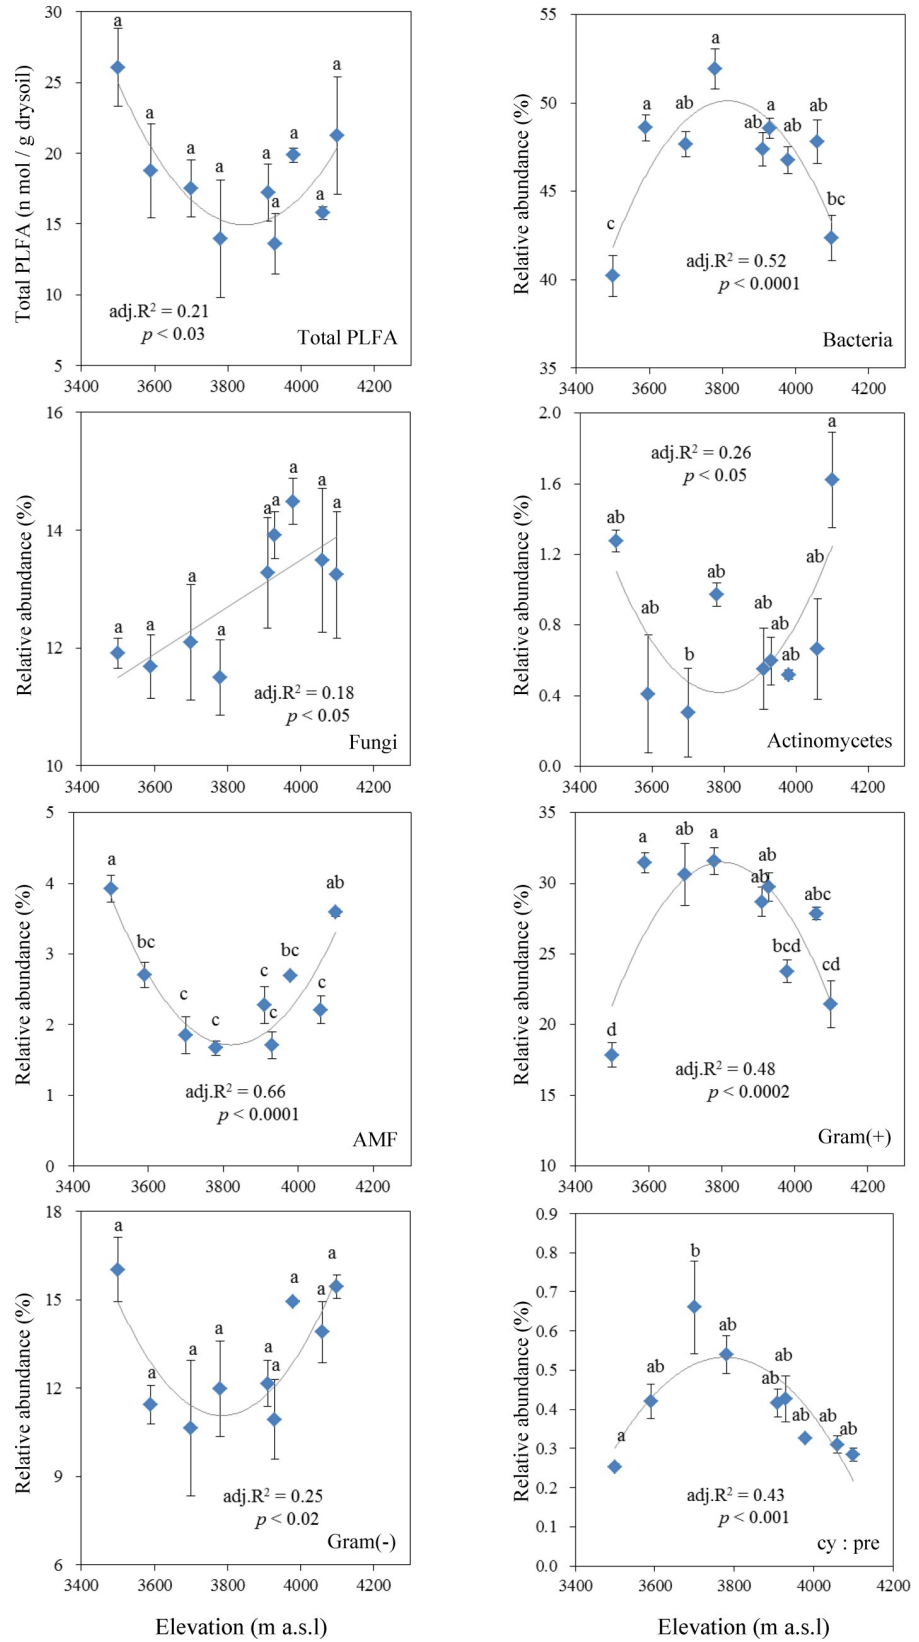 30
25
20
15
10
5
3400 3600 3800 4000 4200
Total PLFA (n mol / g drysoil)
a a a a a a a a a a
adj.R² = 0.21
p < 0.03
Total PLFA
55
50
45
40
35
3400 3600 3800 4000 4200
Relative abundance (%)
c a ab a ab a ab ab bc
adj.R² = 0.52
p < 0.0001
Bacteria
16
14
12
10
3400 3600 3800 4000 4200
Relative abundance (%)
a a a a a a a a a
adj.R² = 0.18
p < 0.05
Fungi
2.0
1.6
1.2
0.8
0.4
0.0
3400 3600 3800 4000 4200
Relative abundance (%)
ab ab b ab ab ab ab ab a
adj.R² = 0.26
p < 0.05
Actinomycetes
5
4
3
2
1
0
3400 3600 3800 4000 4200
Relative abundance (%)
a bc c c c c bc c ab
adj.R² = 0.66
p < 0.0001
AMF
35
30
25
20
15
10
3400 3600 3800 4000 4200
Relative abundance (%)
d a ab a ab ab bcd abc cd
adj.R² = 0.48
p < 0.0002
Gram(+)
18
15
12
9
6
3400 3600 3800 4000 4200
Relative abundance (%)
a a a a a a a a a
adj.R² = 0.25
p < 0.02
Gram(-)
Elevation (m a.s.l)
0.9
0.8
0.7
0.6
0.5
0.4
0.3
0.2
0.1
0.0
3400 3600 3800 4000 4200
Relative abundance (%)
a ab b ab ab ab ab ab ab
adj.R² = 0.43
p < 0.001
cy : pre
Elevation (m a.s.l)